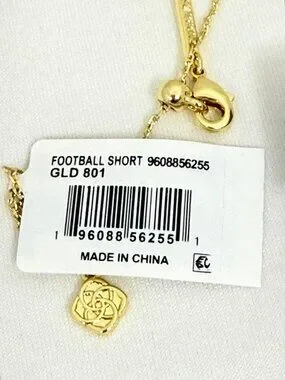 FOOTBALL SHORT 9608856255
GLD 801
1 96088 56255 1
MADE IN CHINA